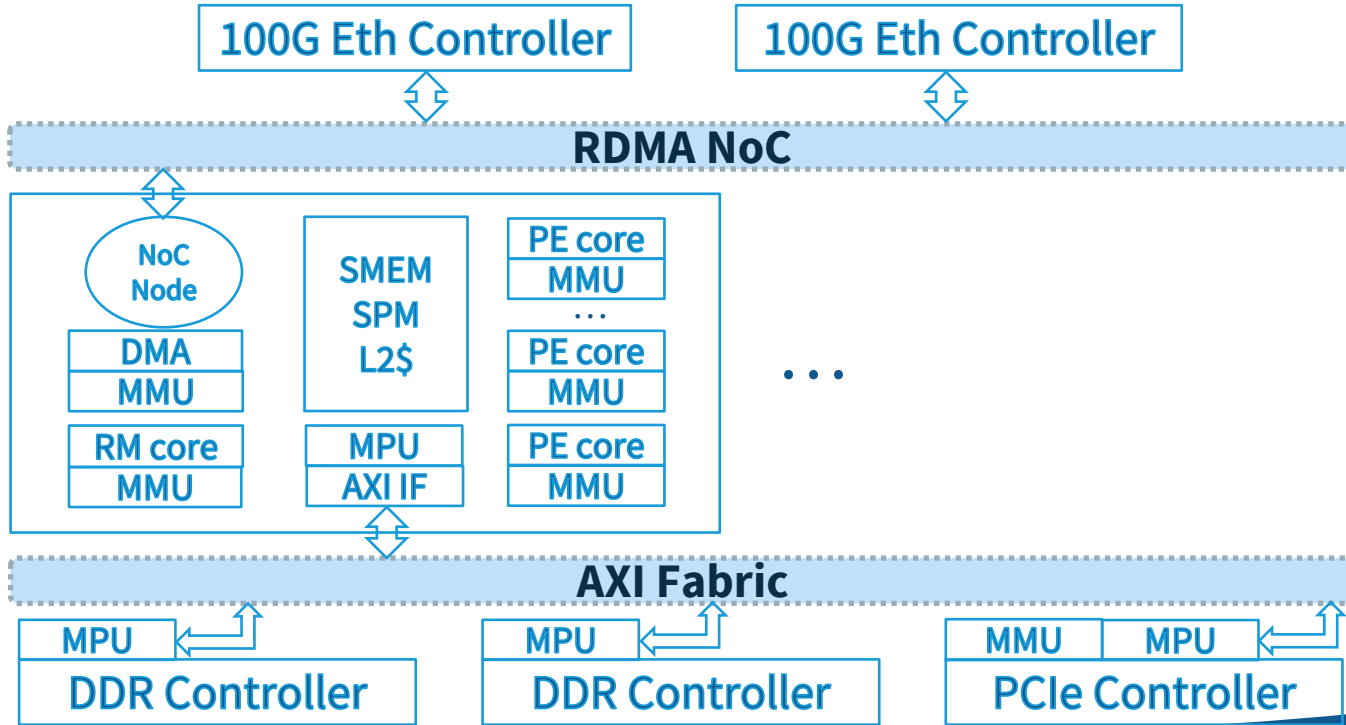 100G Eth Controller
100G Eth Controller
RDMA NoC
NoC
Node
DMA
MMU
RM core
MMU
SMEM
SPM
L2$
MPU
AXI IF
PE core
MMU
...
PE core
MMU
PE core
MMU
...
AXI Fabric
MPU
DDR Controller
MPU
DDR Controller
MMU
MPU
PCIe Controller